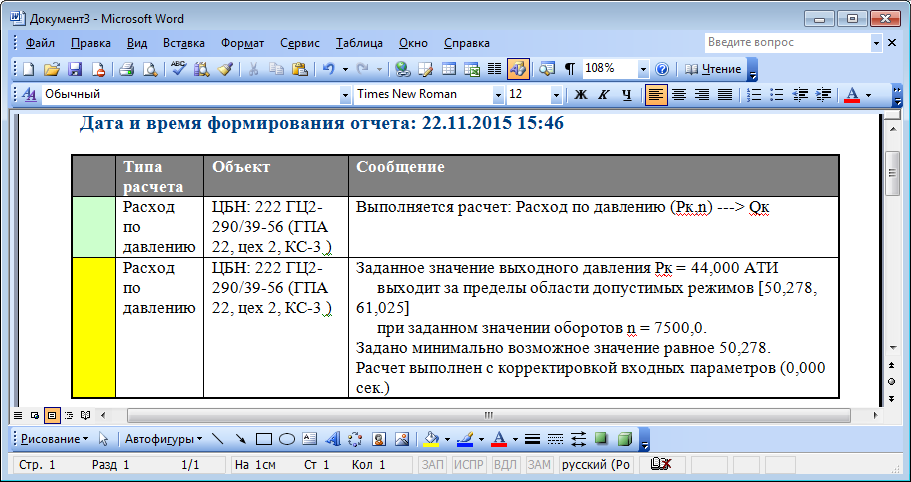 Документ3 - Microsoft Word
Файл Правка Вид Вставка Формат Сервис Таблица Окно Справка Введите вопрос
108% Чтение
Обычный Times New Roman 12 Ж К Ч
Дата и время формирования отчета: 22.11.2015 15:46
Типа
расчета
Объект
Сообщение
Расход
по
давлению
ЦБН: 222 ГЦ2-
290/39-56 (ГПА
22, цех 2, КС-3 )
Выполняется расчет: Расход по давлению (Рк,n) ---> Qк
Расход
по
давлению
ЦБН: 222 ГЦ2-
290/39-56 (ГПА
22, цех 2, КС-3 )
Заданное значение выходного давления Рк = 44,000 АТИ
выходит за пределы области допустимых режимов [50,278,
61,025]
при заданном значении оборотов n = 7500,0.
Задано минимально возможное значение равное 50,278.
Расчет выполнен с корректировкой входных параметров (0,000
сек.)
Рисование Автофигуры
Стр. 1 Разд 1 1/1 На 1см Ст 1 Кол 1 ЗАП ИСПР ВДЛ ЗАМ русский (Ро